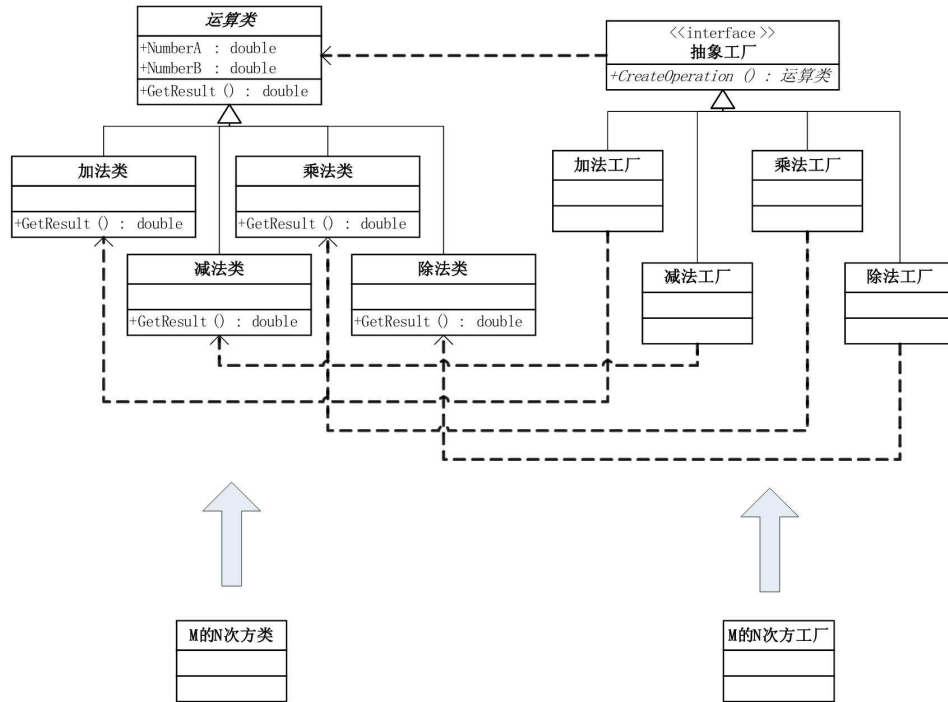 运算类
+NumberA : double
+NumberB : double
+GetResult () : double
<<interface>>
抽象工厂
+CreateOperation () : 运算类
加法类
+GetResult () : double
乘法类
+GetResult () : double
减法类
+GetResult () : double
除法类
+GetResult () : double
加法工厂
乘法工厂
减法工厂
除法工厂
M的N次方类
M的N次方工厂